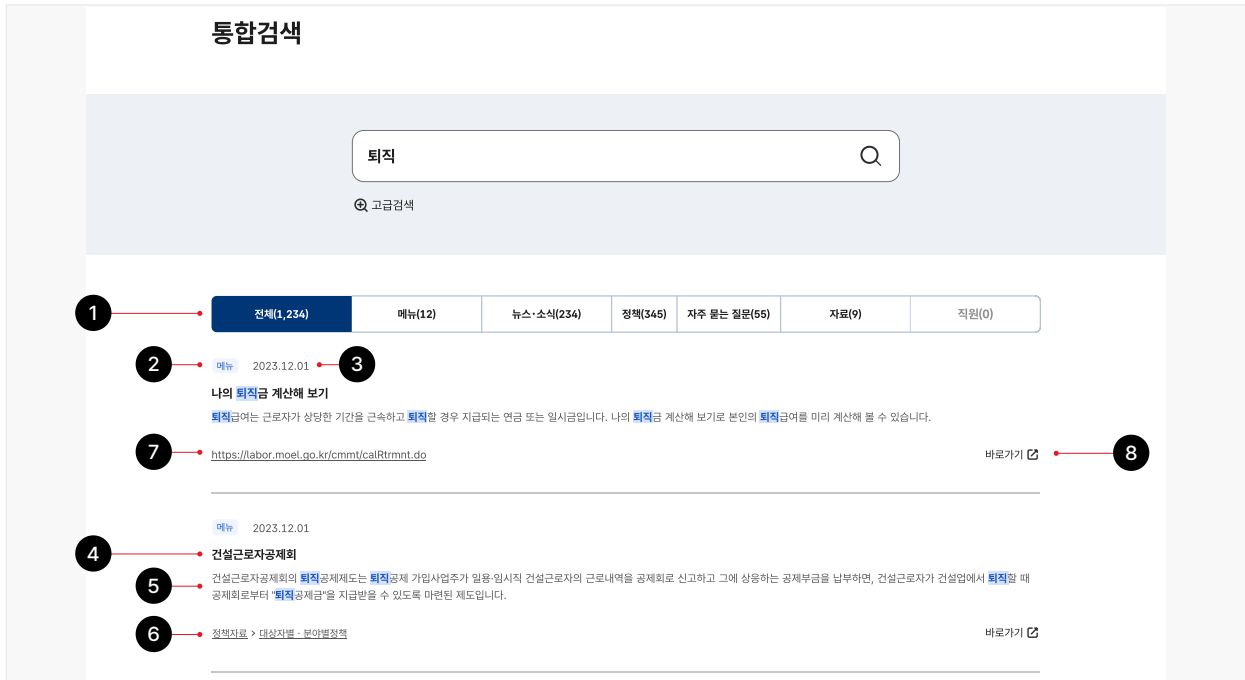 통합검색
퇴직
고급검색
1
전체(1,234) 메뉴(12) 뉴스·소식(234) 정책(345) 자주 묻는 질문(55) 자료(9) 직원(0)
2 메뉴 2023.12.01 3
나의 퇴직금 계산해 보기
퇴직급여는 근로자가 상당한 기간을 근속하고 퇴직할 경우 지급되는 연금 또는 일시금입니다. 나의 퇴직금 계산해 보기로 본인의 퇴직급여를 미리 계산해 볼 수 있습니다.
7 https://labor.moel.go.kr/cmmt/calRtrmnt.do 바로가기 8
메뉴 2023.12.01
4 건설근로자공제회
5 건설근로자공제회의 퇴직공제제도는 퇴직공제 가입사업주가 일용·임시직 건설근로자의 근로내역을 공제회로 신고하고 그에 상응하는 공제부금을 납부하면, 건설근로자가 건설업에서 퇴직할 때
공제회로부터 "퇴직공제금"을 지급받을 수 있도록 마련된 제도입니다.
6 정책자료 > 대상자별 · 분야별정책 바로가기